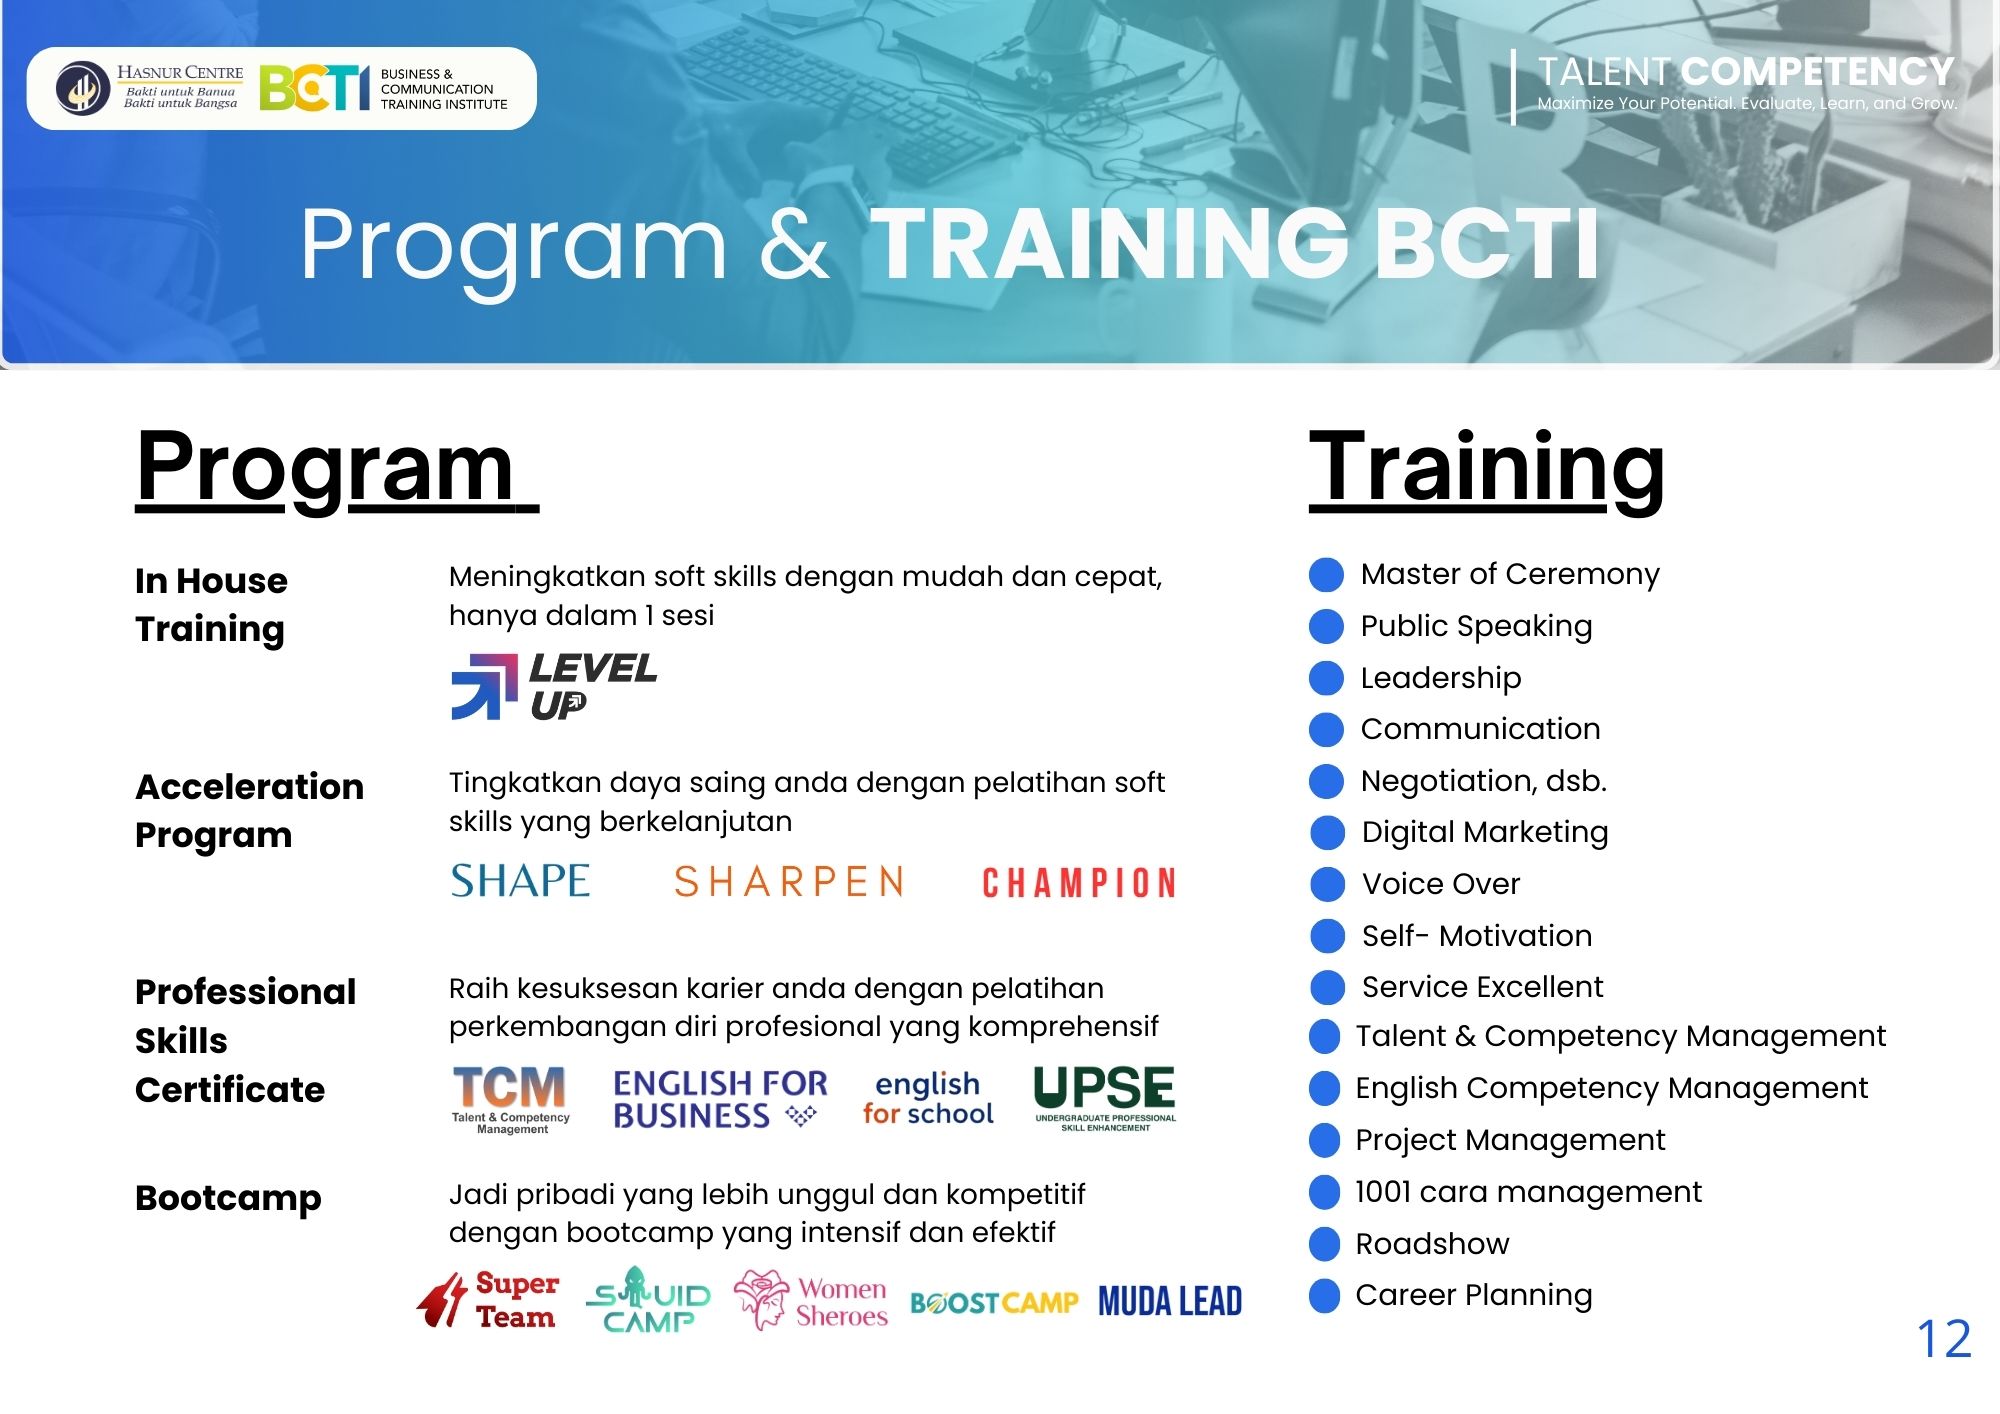 HASNUR CENTRE
Bakti untuk Banua
Bakti untuk Bangsa
BCTI
BUSINESS &
COMMUNICATION
TRAINING INSTITUTE
TALENT COMPETENCY
Maximize Your Potential. Evaluate, Learn, and Grow.
Program & TRAINING BCTI
Program
In House
Training
Meningkatkan soft skills dengan mudah dan cepat,
hanya dalam 1 sesi
LEVEL
UP
Acceleration
Program
Tingkatkan daya saing anda dengan pelatihan soft
skills yang berkelanjutan
SHAPE
SHARPEN
CHAMPION
Professional
Skills
Certificate
Raih kesuksesan karier anda dengan pelatihan
perkembangan diri profesional yang komprehensif
TCM
Talent & Competency
Management
ENGLISH FOR
BUSINESS
english
for school
UPSE
UNDERGRADUATE PROFESSIONAL
SKILL ENHANCEMENT
Bootcamp
Jadi pribadi yang lebih unggul dan kompetitif
dengan bootcamp yang intensif dan efektif
Super
Team
SQUID
CAMP
Women
Sheroes
BOOSTCAMP
MUDA LEAD
Training
Master of Ceremony
Public Speaking
Leadership
Communication
Negotiation, dsb.
Digital Marketing
Voice Over
Self- Motivation
Service Excellent
Talent & Competency Management
English Competency Management
Project Management
1001 cara management
Roadshow
Career Planning
12